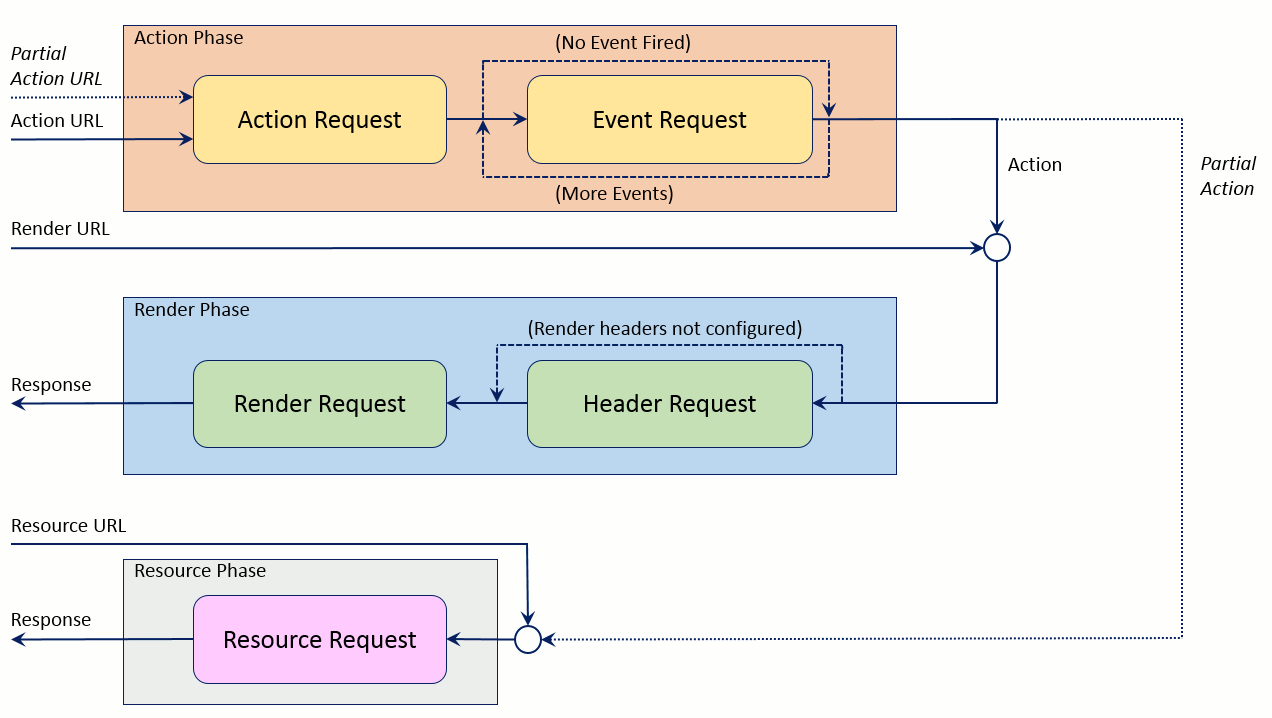 Action Phase
Partial
Action URL
(No Event Fired)
Action Request
Event Request
Action URL
(More Events)
Action
Partial
Action
Render URL
Render Phase
(Render headers not configured)
Response
Render Request
Header Request
Resource URL
Resource Phase
Response
Resource Request